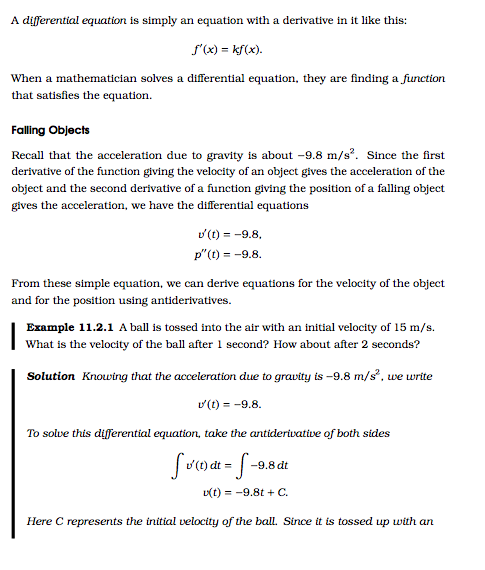 A differential equation is simply an equation with a derivative in it like this:
f′(x) = kf(x).
When a mathematician solves a differential equation, they are finding a function
that satisfies the equation.
Falling Objects
Recall that the acceleration due to gravity is about −9.8 m/s². Since the first
derivative of the function giving the velocity of an object gives the acceleration of the
object and the second derivative of a function giving the position of a falling object
gives the acceleration, we have the differential equations
v′(t) = −9.8,
p″(t) = −9.8.
From these simple equation, we can derive equations for the velocity of the object
and for the position using antiderivatives.
Example 11.2.1 A ball is tossed into the air with an initial velocity of 15 m/s.
What is the velocity of the ball after 1 second? How about after 2 seconds?
Solution Knowing that the acceleration due to gravity is −9.8 m/s², we write
v′(t) = −9.8.
To solve this differential equation, take the antiderivative of both sides
∫ v′(t) dt = ∫ −9.8 dt
v(t) = −9.8t + C.
Here C represents the initial velocity of the ball. Since it is tossed up with an